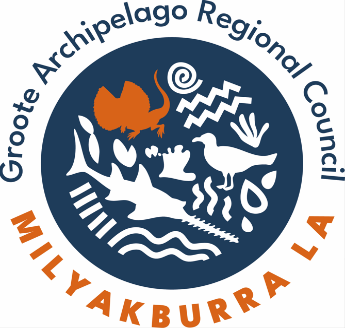 Groote Archipelago Regional Council
MILYAKBURRA LA